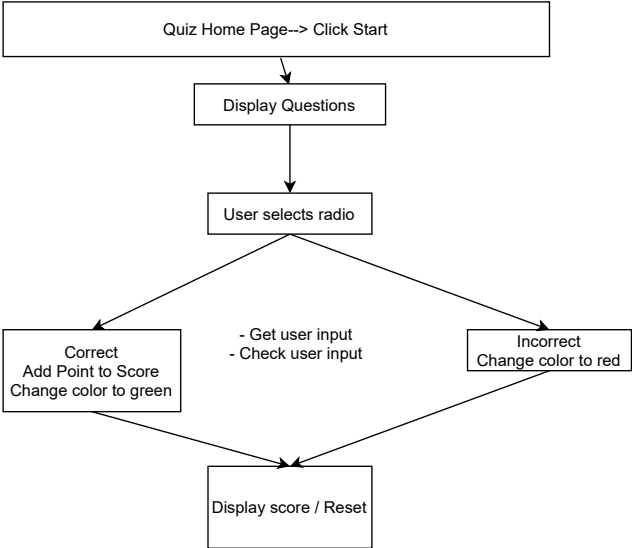 Quiz Home Page--> Click Start
Display Questions
User selects radio
- Get user input
- Check user input
Correct
Add Point to Score
Change color to green
Incorrect
Change color to red
Display score / Reset